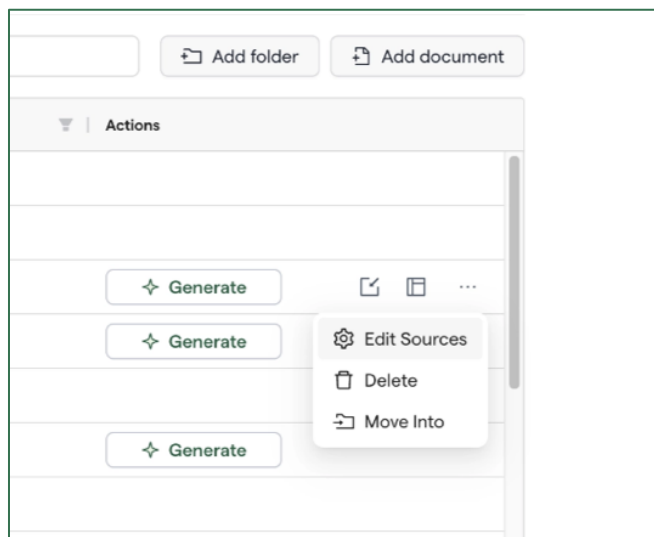 Add folder
Add document
Actions
Generate
Generate
Edit Sources
Delete
Move Into
Generate